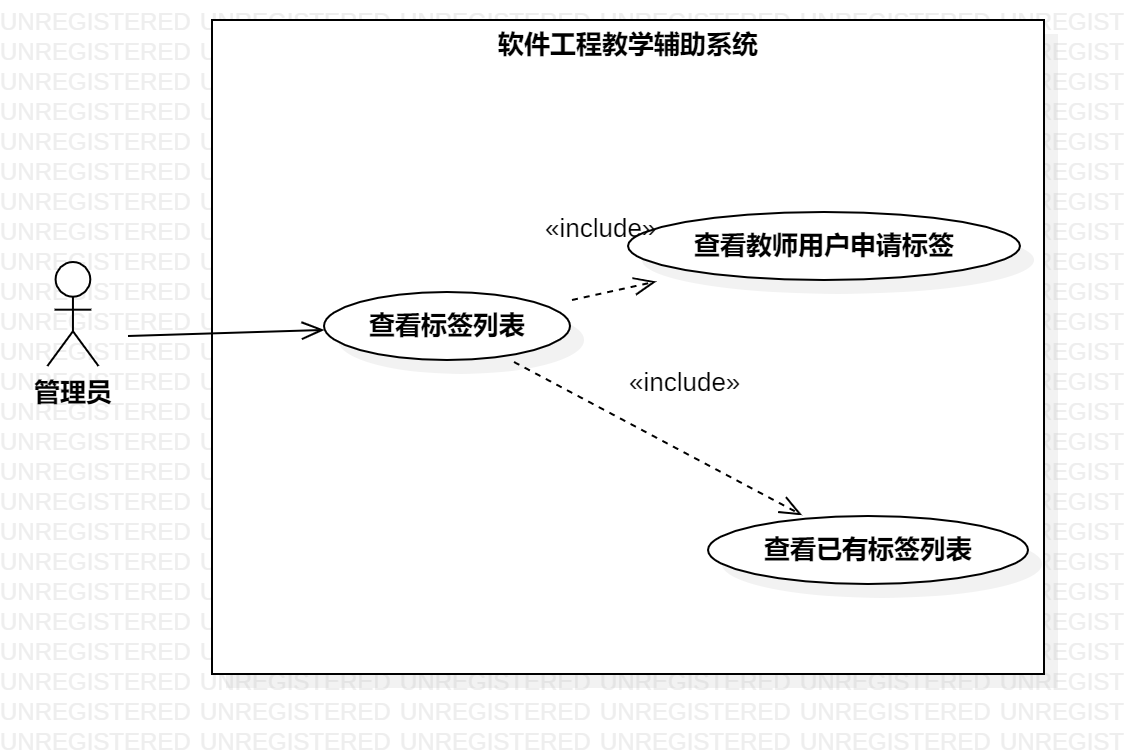 软件工程教学辅助系统
«include»
查看教师用户申请标签
查看标签列表
管理员
«include»
查看已有标签列表
UNREGISTERED